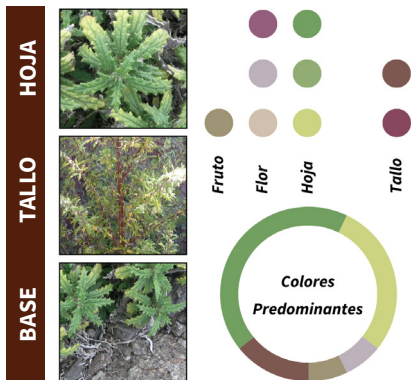 HOJA
TALLO
BASE
Fruto
Flor
Hoja
Tallo
Colores
Predominantes